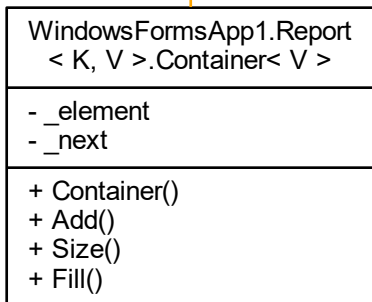 WindowsFormsApp1.Report
< K, V >.Container< V >
- _element
- _next
+ Container()
+ Add()
+ Size()
+ Fill()